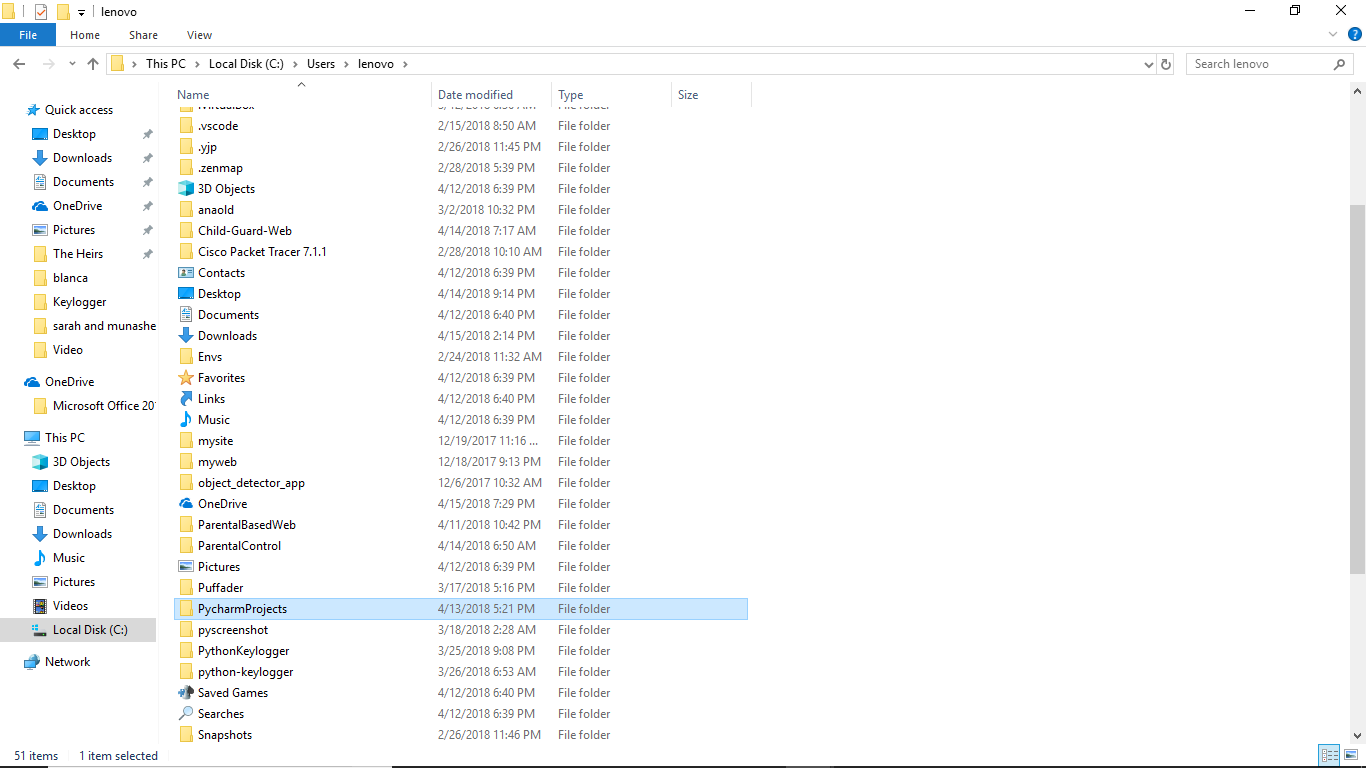 lenovo
File Home Share View
This PC Local Disk (C:) Users lenovo
Search lenovo
Name Date modified Type Size
Quick access
Desktop
Downloads
Documents
OneDrive
Pictures
The Heirs
blanca
Keylogger
sarah and munashe
Video
OneDrive
Microsoft Office 20
This PC
3D Objects
Desktop
Documents
Downloads
Music
Pictures
Videos
Local Disk (C:)
Network
.vscode 2/15/2018 8:50 AM File folder
.yjp 2/26/2018 11:45 PM File folder
.zenmap 2/28/2018 5:39 PM File folder
3D Objects 4/12/2018 6:39 PM File folder
anaold 3/2/2018 10:32 PM File folder
Child-Guard-Web 4/14/2018 7:17 AM File folder
Cisco Packet Tracer 7.1.1 2/28/2018 10:10 AM File folder
Contacts 4/12/2018 6:39 PM File folder
Desktop 4/14/2018 9:14 PM File folder
Documents 4/12/2018 6:40 PM File folder
Downloads 4/15/2018 2:14 PM File folder
Envs 2/24/2018 11:32 AM File folder
Favorites 4/12/2018 6:39 PM File folder
Links 4/12/2018 6:40 PM File folder
Music 4/12/2018 6:39 PM File folder
mysite 12/19/2017 11:16 ... File folder
myweb 12/18/2017 9:13 PM File folder
object_detector_app 12/6/2017 10:32 AM File folder
OneDrive 4/15/2018 7:29 PM File folder
ParentalBasedWeb 4/11/2018 10:42 PM File folder
ParentalControl 4/14/2018 6:50 AM File folder
Pictures 4/12/2018 6:39 PM File folder
Puffader 3/17/2018 5:16 PM File folder
PycharmProjects 4/13/2018 5:21 PM File folder
pyscreenshot 3/18/2018 2:28 AM File folder
PythonKeylogger 3/25/2018 9:08 PM File folder
python-keylogger 3/26/2018 6:53 AM File folder
Saved Games 4/12/2018 6:40 PM File folder
Searches 4/12/2018 6:39 PM File folder
Snapshots 2/26/2018 11:46 PM File folder
51 items 1 item selected